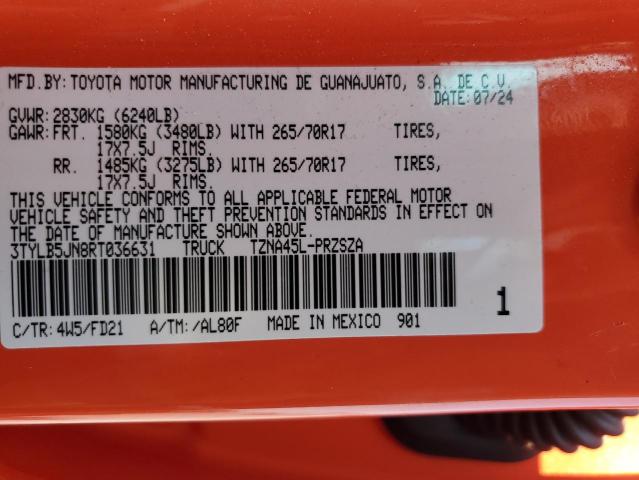 MFD.BY:TOYOTA MOTOR MANUFACTURING DE GUANAJUATO, S.A. DE C.V.
DATE:07/24
GVWR:2830KG (6240LB)
GAWR:FRT. 1580KG (3480LB) WITH 265/70R17 TIRES,
17X7.5J RIMS.
RR. 1485KG (3275LB) WITH 265/70R17 TIRES,
17X7.5J RIMS.
THIS VEHICLE CONFORMS TO ALL APPLICABLE FEDERAL MOTOR
VEHICLE SAFETY AND THEFT PREVENTION STANDARDS IN EFFECT ON
THE DATE OF MANUFACTURE SHOWN ABOVE.
3TYLB5JN8RT036631 TRUCK TZNA45L-PRZSZA
1
C/TR:4W5/FD21 A/TM:/AL80F MADE IN MEXICO 901